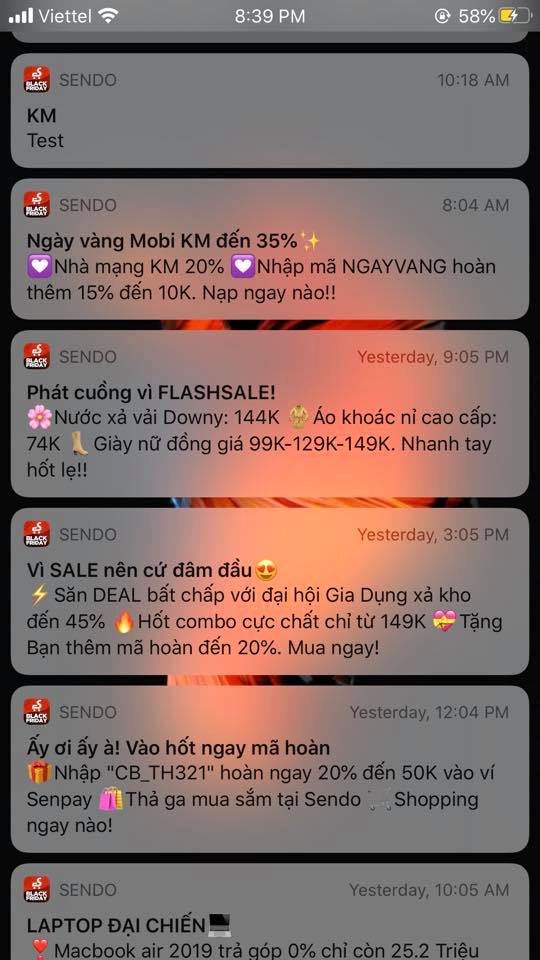 Viettel 8:39 PM 58%
SENDO 10:18 AM
KM
Test
SENDO 8:04 AM
Ngày vàng Mobi KM đến 35%✨
💟Nhà mạng KM 20% 💟Nhập mã NGAYVANG hoàn
thêm 15% đến 10K. Nạp ngay nào!!
SENDO Yesterday, 9:05 PM
Phát cuồng vì FLASHSALE!
🌸Nước xả vải Downy: 144K 🧥Áo khoác nỉ cao cấp:
74K 👢Giày nữ đồng giá 99K-129K-149K. Nhanh tay
hốt lẹ!!
SENDO Yesterday, 3:05 PM
Vì SALE nên cứ đâm đầu😍
⚡Săn DEAL bất chấp với đại hội Gia Dụng xả kho
đến 45% 🔥Hốt combo cực chất chỉ từ 149K 💝Tặng
Bạn thêm mã hoàn đến 20%. Mua ngay!
SENDO Yesterday, 12:04 PM
Ấy ơi ấy à! Vào hốt ngay mã hoàn
🎁Nhập "CB_TH321" hoàn ngay 20% đến 50K vào ví
Senpay 🛍️Thả ga mua sắm tại Sendo 🛒Shopping
ngay nào!
SENDO Yesterday, 10:05 AM
LAPTOP ĐẠI CHIẾN💻
❣️Macbook air 2019 trả góp 0% chỉ còn 25.2 Triệu
BLACK
FRIDAY
BLACK
FRIDAY
BLACK
FRIDAY
BLACK
FRIDAY
BLACK
FRIDAY
BLACK
FRIDAY